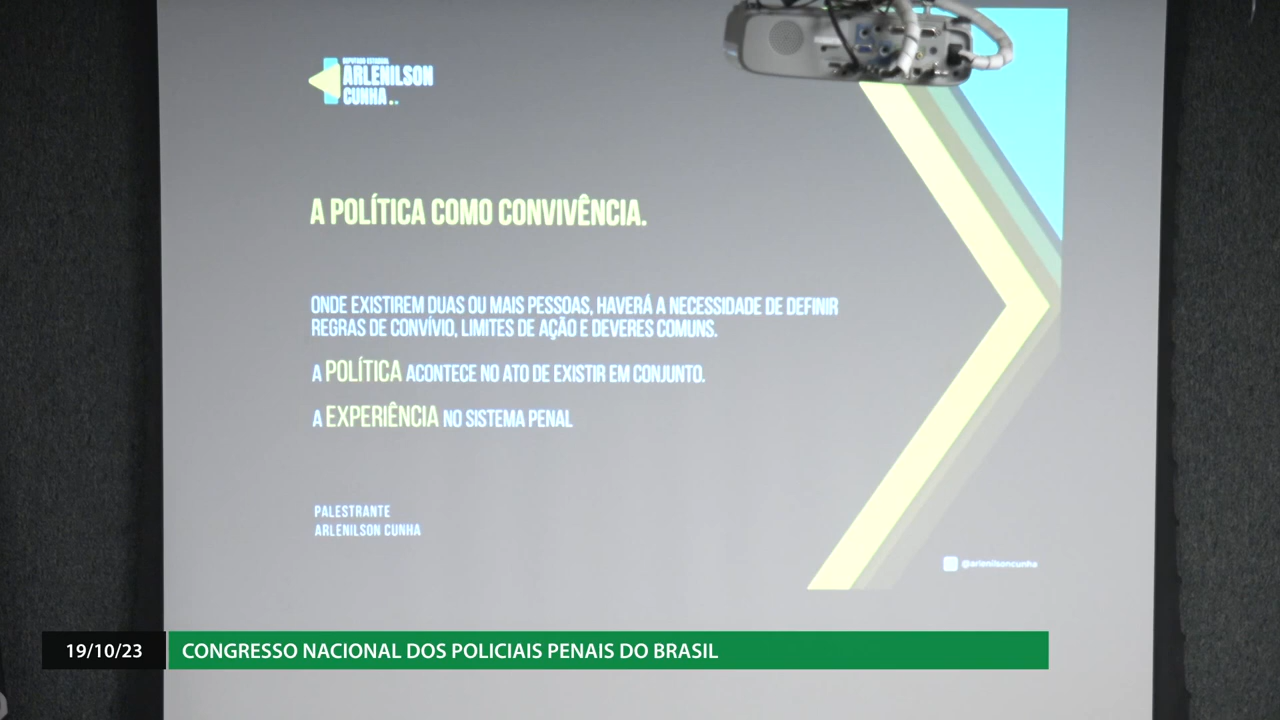 DEPUTADO ESTADUAL
ARLENILSON
CUNHA
A POLÍTICA COMO CONVIVÊNCIA.
ONDE EXISTIREM DUAS OU MAIS PESSOAS, HAVERÁ A NECESSIDADE DE DEFINIR
REGRAS DE CONVÍVIO, LIMITES DE AÇÃO E DEVERES COMUNS.
A POLÍTICA ACONTECE NO ATO DE EXISTIR EM CONJUNTO.
A EXPERIÊNCIA NO SISTEMA PENAL
PALESTRANTE
ARLENILSON CUNHA
@arlenilsoncunha
19/10/23 CONGRESSO NACIONAL DOS POLICIAIS PENAIS DO BRASIL